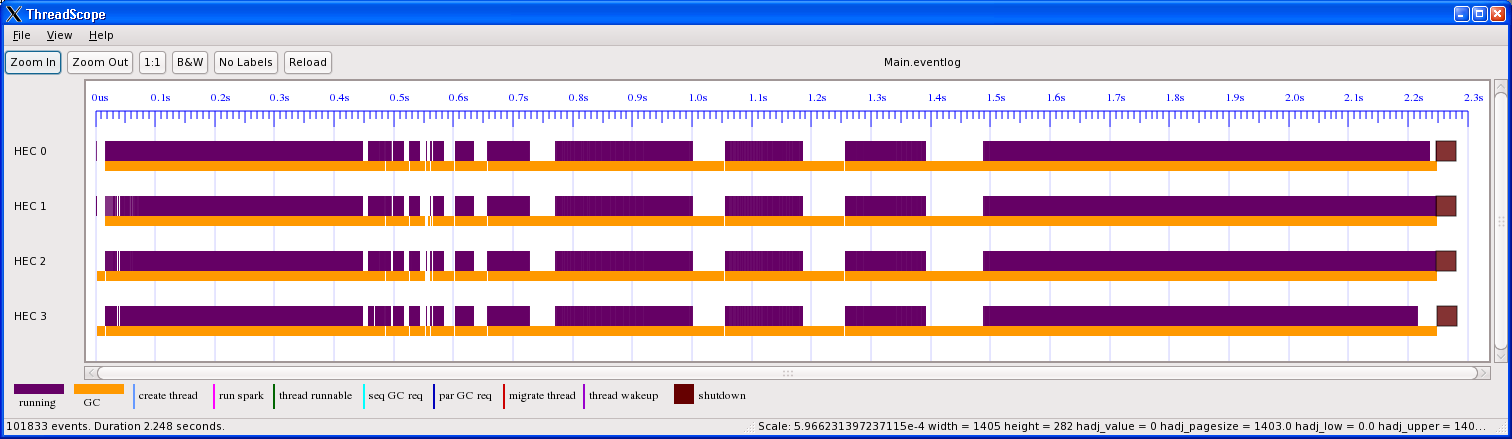 ThreadScope
File View Help
Zoom In Zoom Out 1:1 B&W No Labels Reload Main.eventlog
0us 0.1s 0.2s 0.3s 0.4s 0.5s 0.6s 0.7s 0.8s 0.9s 1.0s 1.1s 1.2s 1.3s 1.4s 1.5s 1.6s 1.7s 1.8s 1.9s 2.0s 2.1s 2.2s 2.3s
HEC 0
HEC 1
HEC 2
HEC 3
running GC create thread run spark thread runnable seq GC req par GC req migrate thread thread wakeup shutdown
101833 events. Duration 2.248 seconds. Scale: 5.966231397237115e-4 width = 1405 height = 282 hadj_value = 0 hadj_pagesize = 1403.0 hadj_low = 0.0 hadj_upper = 140...